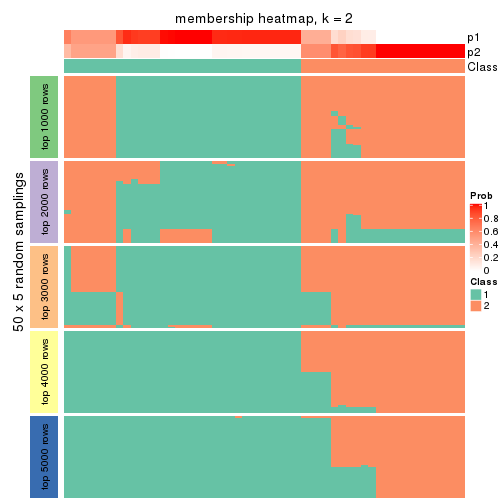 membership heatmap, k = 2
p1
p2
Class
50 x 5 random samplings
top 1000 rows
top 2000 rows
top 3000 rows
top 4000 rows
top 5000 rows
Prob
1
0.8
0.6
0.4
0.2
0
Class
1
2